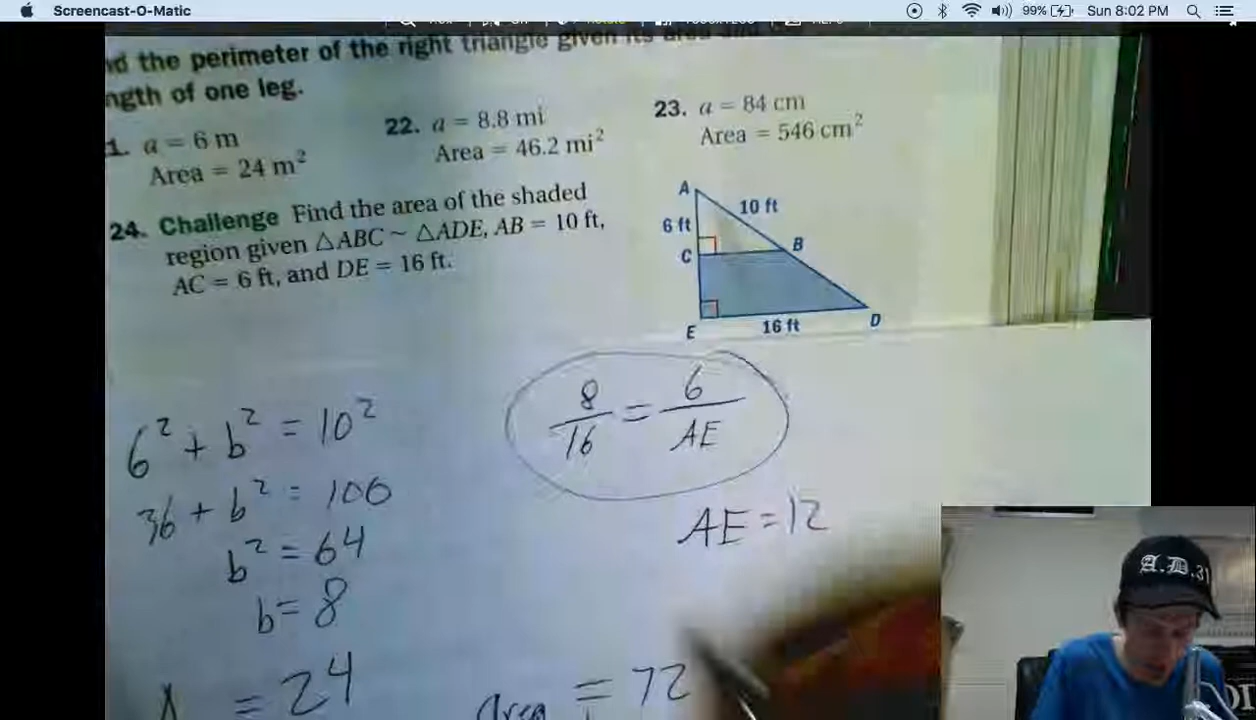 Screencast-O-Matic 99% Sun 8:02 PM
nd the perimeter of the right triangle given its area and
ngth of one leg.
1. a = 6 m
Area = 24 m²
22. a = 8.8 mi
Area = 46.2 mi²
23. a = 84 cm
Area = 546 cm²
24. Challenge Find the area of the shaded
region given △ABC ~ △ADE, AB = 10 ft,
AC = 6 ft, and DE = 16 ft.
A
10 ft
6 ft
B
C
E
16 ft
D
6² + b² = 10²
36 + b² = 100
b² = 64
b = 8
8/16 = 6/AE
AE = 12
= 24
area = 72
A.D.31